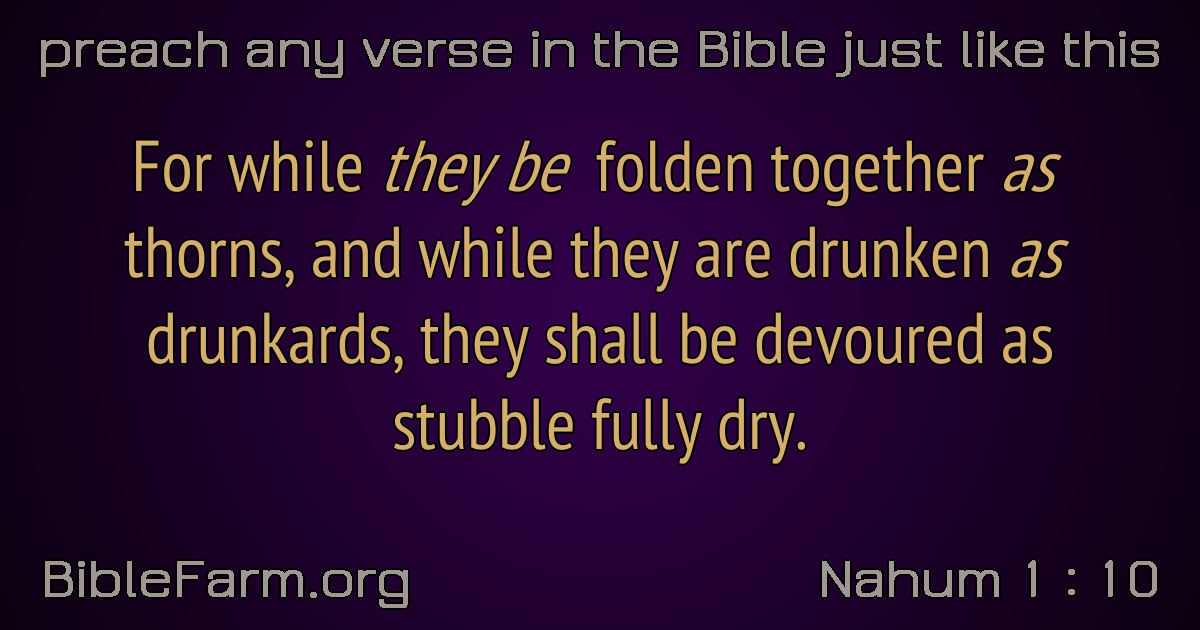 preach any verse in the Bible just like this
For while they be folden together as
thorns, and while they are drunken as
drunkards, they shall be devoured as
stubble fully dry.
BibleFarm.org
Nahum 1 : 10